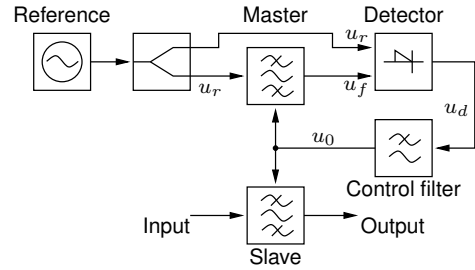 Reference
Master
Detector
u_r
u_r
u_f
u_d
u_0
Control filter
Input
Output
Slave